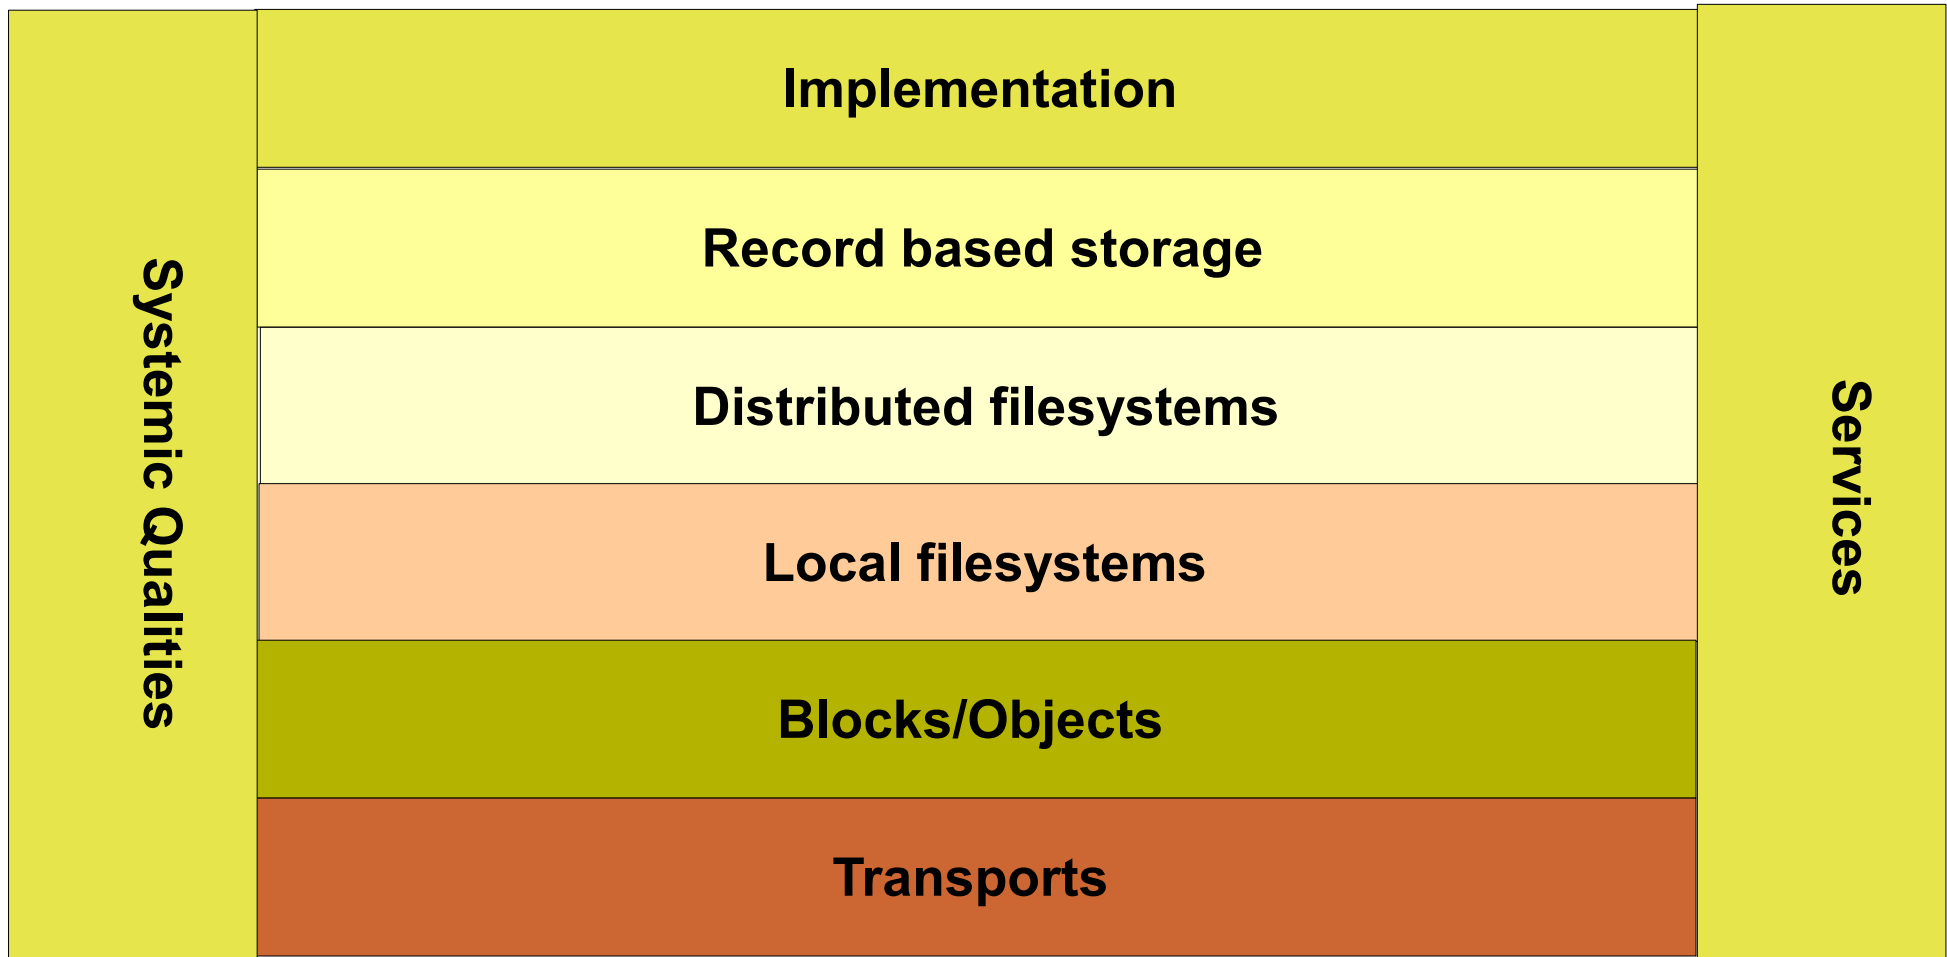 Systemic Qualities
Implementation
Record based storage
Distributed filesystems
Local filesystems
Blocks/Objects
Transports
Services